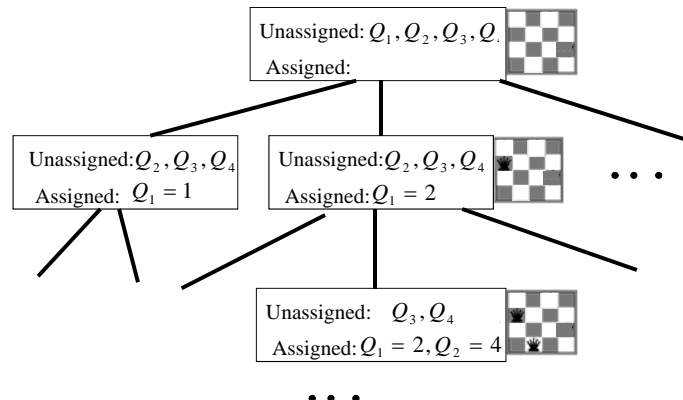 Unassigned: Q₁, Q₂, Q₃, Q
Assigned:
Unassigned: Q₂, Q₃, Q₄
Assigned: Q₁ = 1
Unassigned: Q₂, Q₃, Q₄
Assigned: Q₁ = 2
• • •
Unassigned: Q₃, Q₄
Assigned: Q₁ = 2, Q₂ = 4
• • •